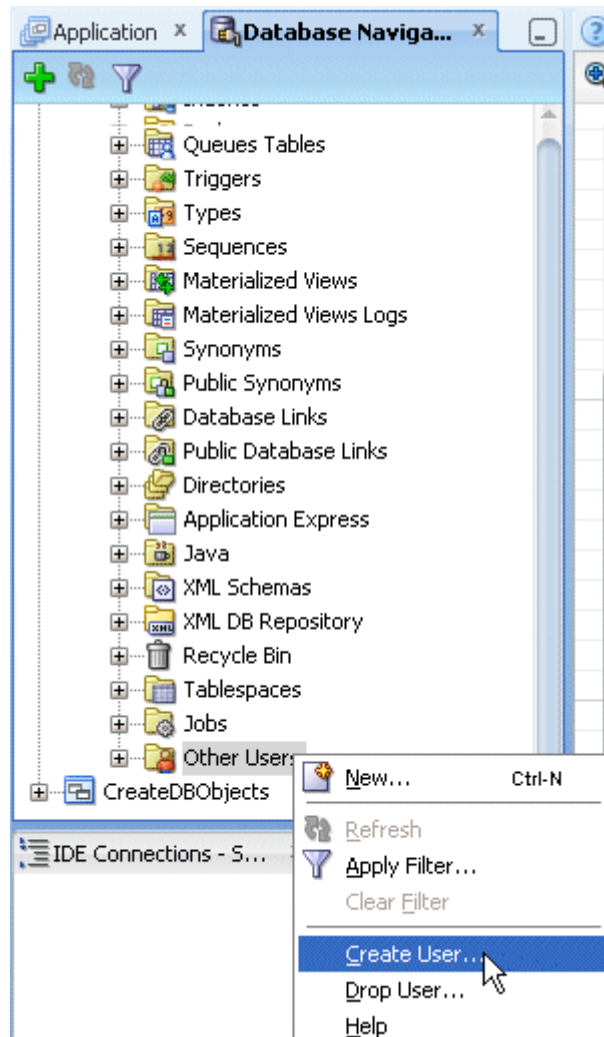 Application x Database Naviga... x
Queues Tables
Triggers
Types
Sequences
Materialized Views
Materialized Views Logs
Synonyms
Public Synonyms
Database Links
Public Database Links
Directories
Application Express
Java
XML Schemas
XML DB Repository
Recycle Bin
Tablespaces
Jobs
Other Users
New... Ctrl-N
CreateDBObjects
Refresh
IDE Connections - S...
Apply Filter...
Clear Filter
Create User...
Drop User...
Help